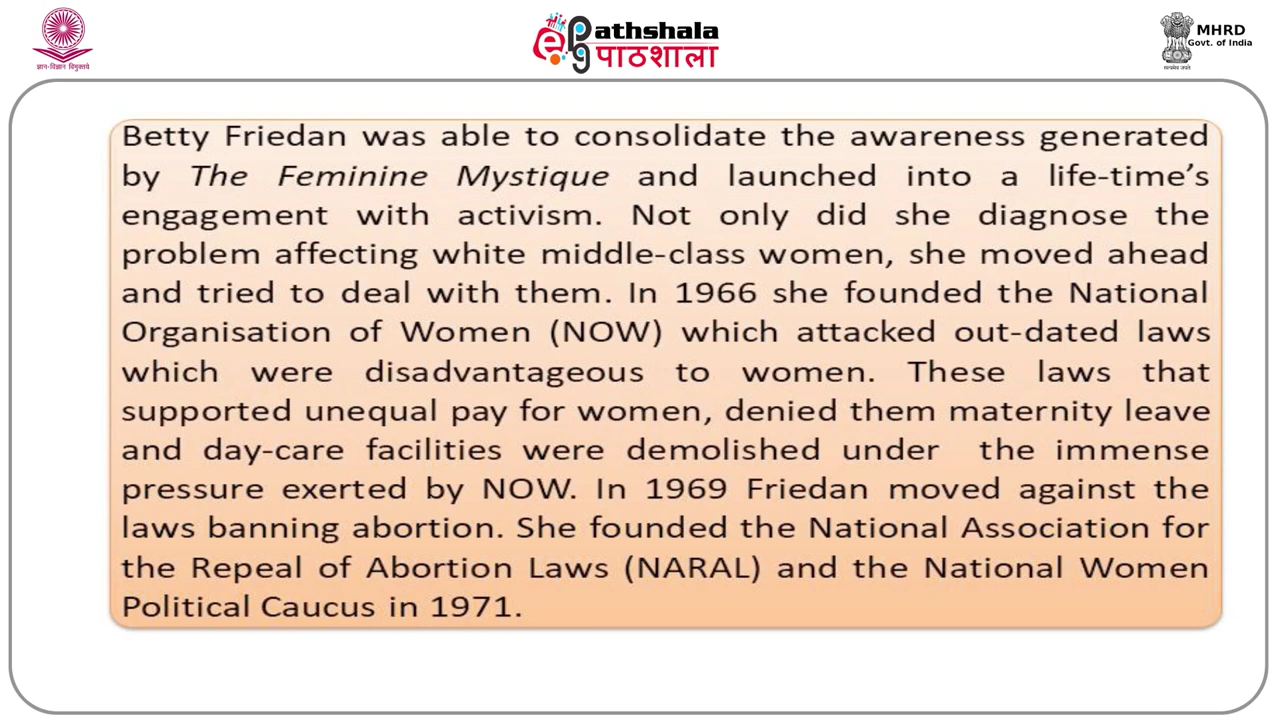 ज्ञान-विज्ञान विमुक्तये
ePG Pathshala
पाठशाला
MHRD
Govt. of India
सत्यमेव जयते
Betty Friedan was able to consolidate the awareness generated
by The Feminine Mystique and launched into a life-time's
engagement with activism. Not only did she diagnose the
problem affecting white middle-class women, she moved ahead
and tried to deal with them. In 1966 she founded the National
Organisation of Women (NOW) which attacked out-dated laws
which were disadvantageous to women. These laws that
supported unequal pay for women, denied them maternity leave
and day-care facilities were demolished under the immense
pressure exerted by NOW. In 1969 Friedan moved against the
laws banning abortion. She founded the National Association for
the Repeal of Abortion Laws (NARAL) and the National Women
Political Caucus in 1971.